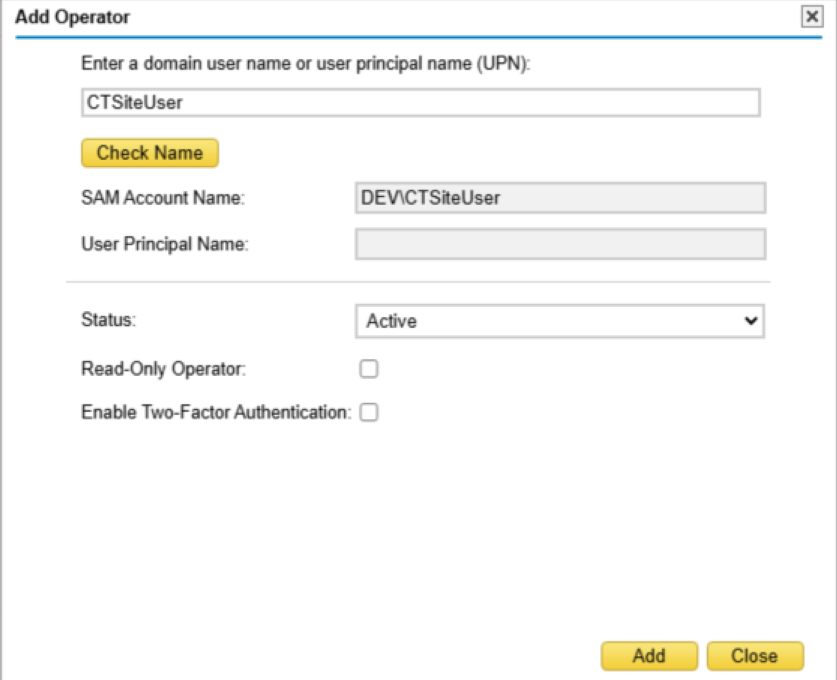 Add Operator
Enter a domain user name or user principal name (UPN):
CTSiteUser
Check Name
SAM Account Name: DEV\CTSiteUser
User Principal Name:
Status: Active
Read-Only Operator:
Enable Two-Factor Authentication:
Add Close